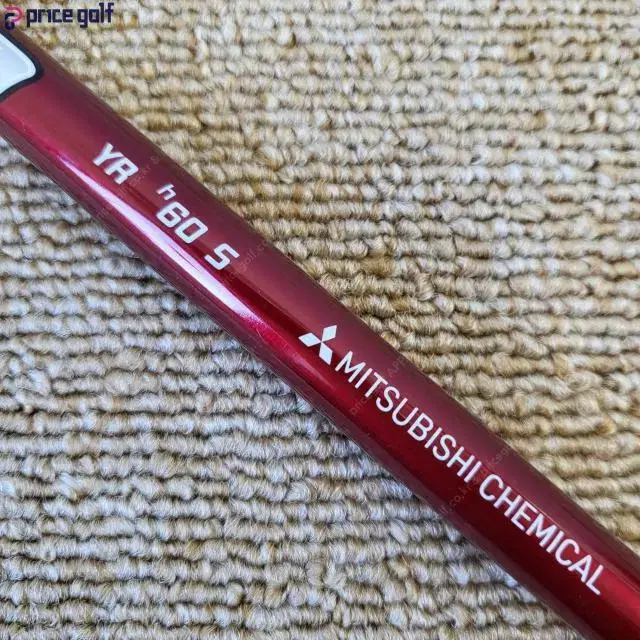 price golf
YR h60 S
MITSUBISHI CHEMICAL